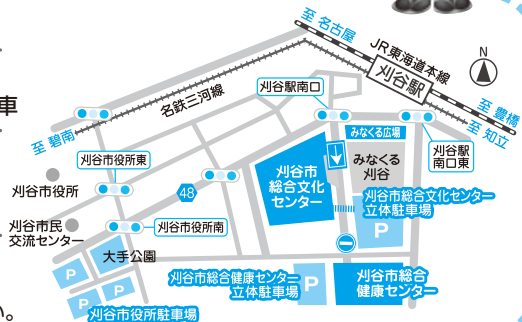 至 名古屋
JR東海道本線
刈谷駅
N
至 豊橋
至 知立
名鉄三河線
刈谷駅南口
車
至 碧南
みなくる広場
刈谷駅
南口東
刈谷市役所東
みなくる
刈谷
刈谷市
総合文化
センター
刈谷市役所
48
刈谷市総合文化センター
立体駐車場
P
刈谷市民
交流センター
刈谷市役所南
大手公園
P
P
P
刈谷市総合健康センター
立体駐車場
P
刈谷市総合
健康センター
刈谷市役所駐車場
い。